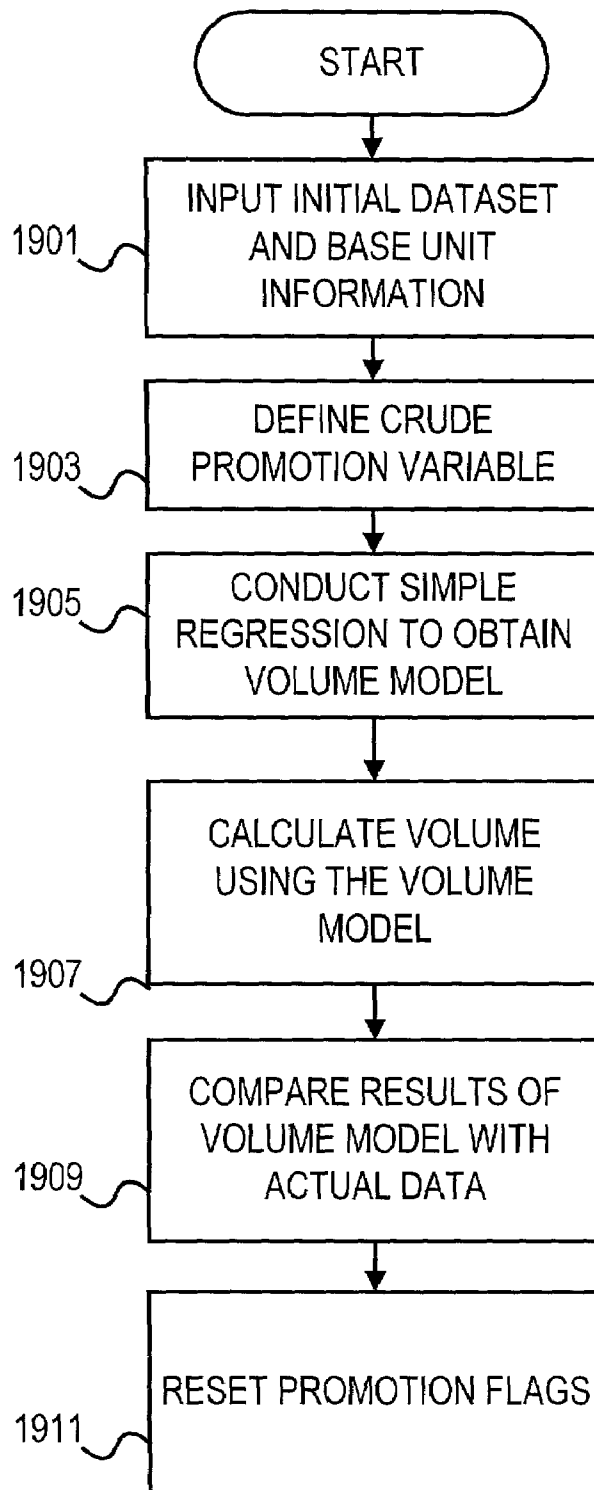 START
1901
INPUT INITIAL DATASET
AND BASE UNIT
INFORMATION
1903
DEFINE CRUDE
PROMOTION VARIABLE
1905
CONDUCT SIMPLE
REGRESSION TO OBTAIN
VOLUME MODEL
1907
CALCULATE VOLUME
USING THE VOLUME
MODEL
1909
COMPARE RESULTS OF
VOLUME MODEL WITH
ACTUAL DATA
1911
RESET PROMOTION FLAGS